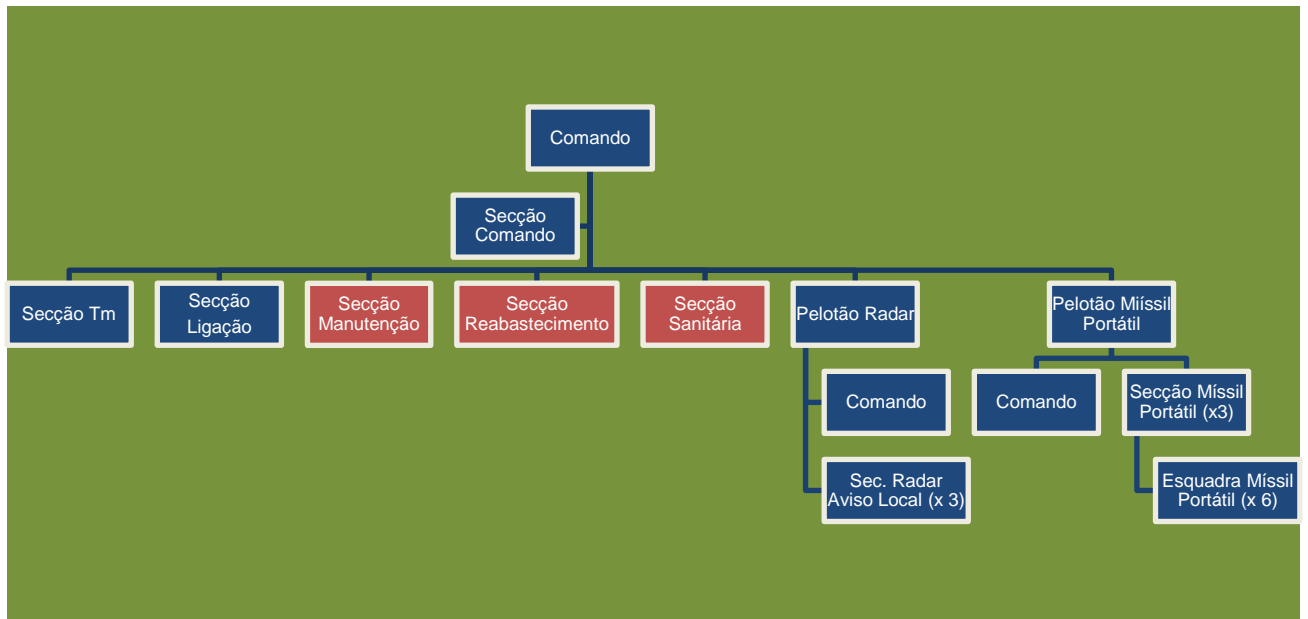 Comando
Secção
Comando
Secção Tm
Secção
Ligação
Secção
Manutenção
Secção
Reabastecimento
Secção
Sanitária
Pelotão Radar
Pelotão Miíssil
Portátil
Comando
Comando
Secção Míssil
Portátil (x3)
Sec. Radar
Aviso Local (x 3)
Esquadra Míssil
Portátil (x 6)